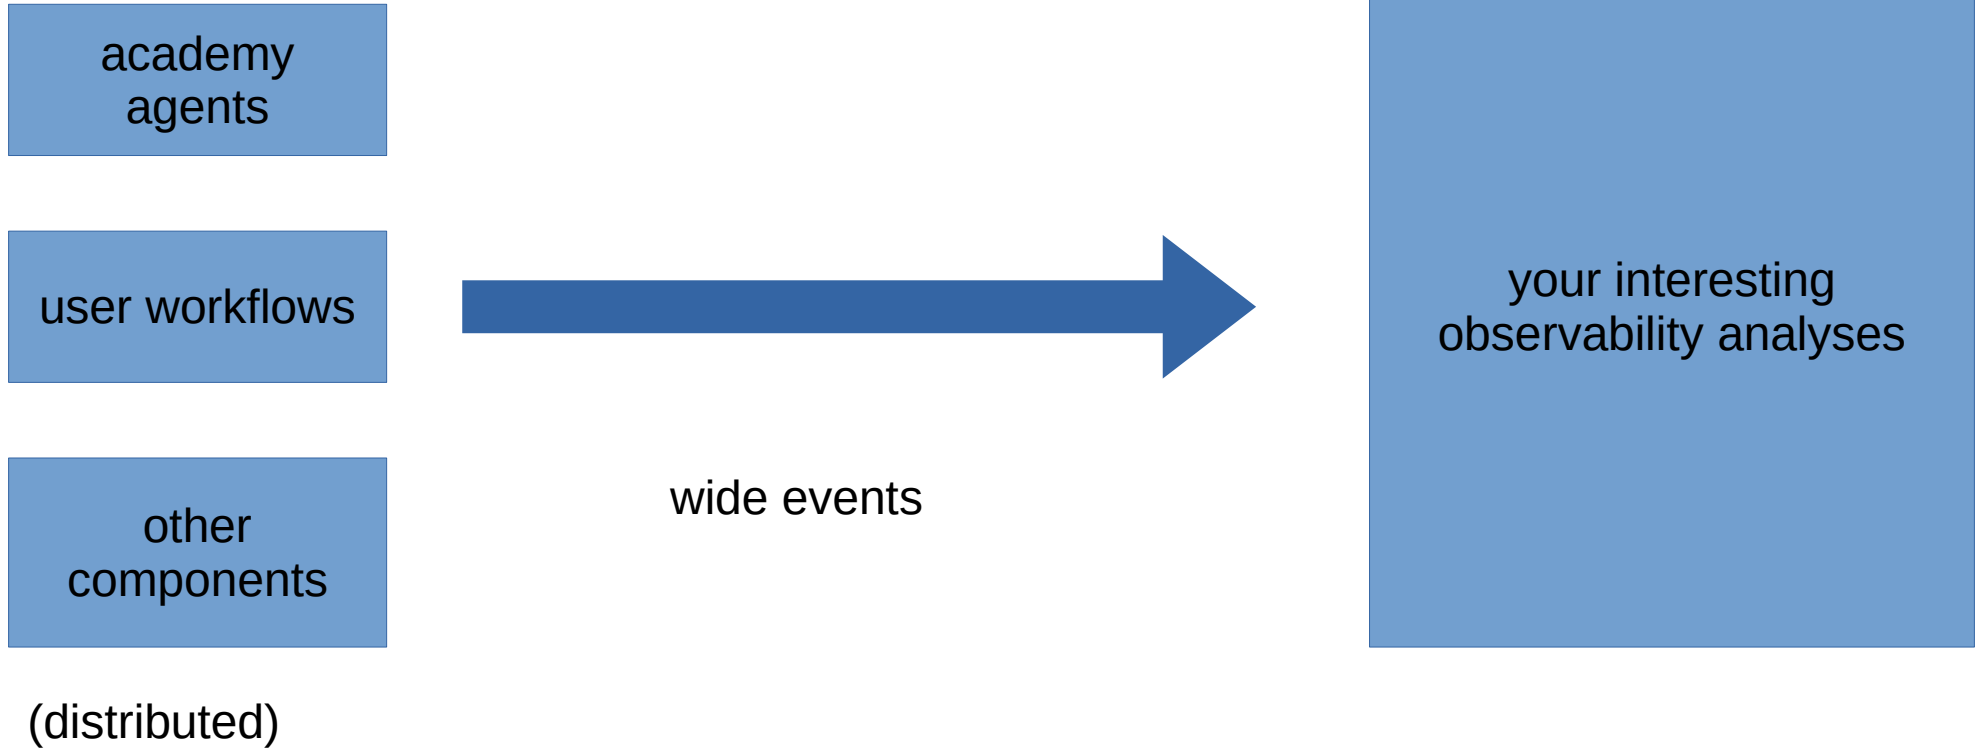 academy
agents
user workflows
other
components
(distributed)
wide events
your interesting
observability analyses